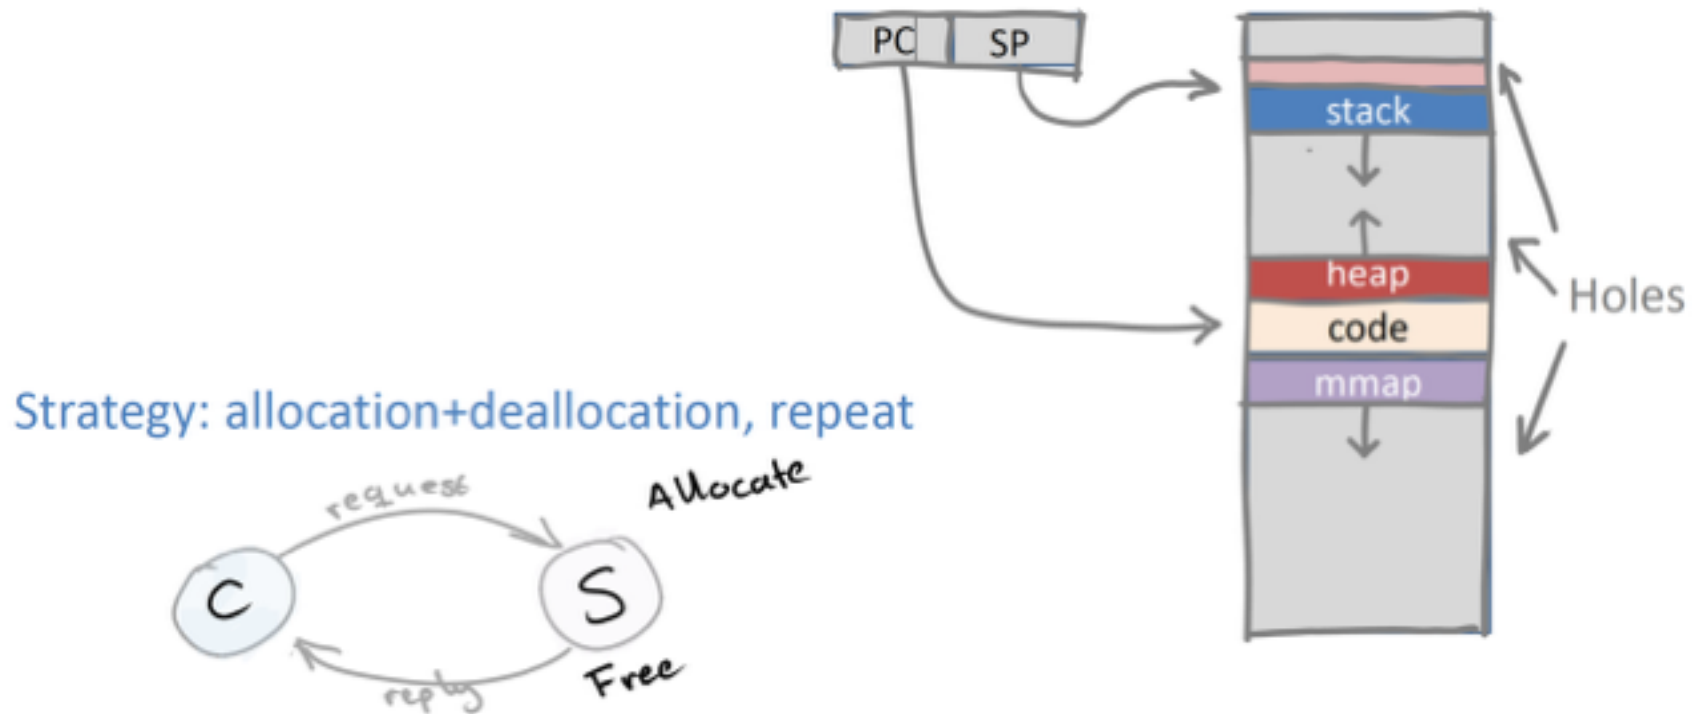 PC SP
stack
heap
Holes
code
mmap
Strategy: allocation+deallocation, repeat
request
Allocate
C
S
Free
reply